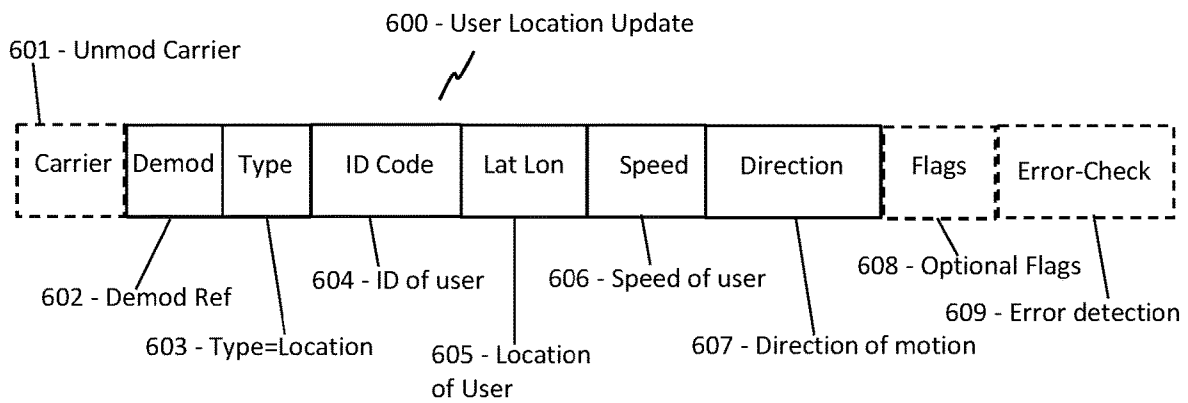 600 - User Location Update
601 - Unmod Carrier
Carrier
Demod
Type
ID Code
Lat Lon
Speed
Direction
Flags
Error-Check
602 - Demod Ref
603 - Type=Location
604 - ID of user
605 - Location
of User
606 - Speed of user
607 - Direction of motion
608 - Optional Flags
609 - Error detection